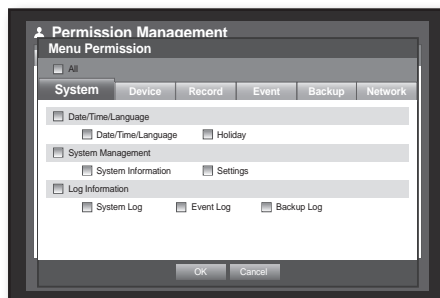 Permission Management
Menu Permission
All
System Device Record Event Backup Network
Date/Time/Language
Date/Time/Language Holiday
System Management
System Information Settings
Log Information
System Log Event Log Backup Log
OK Cancel